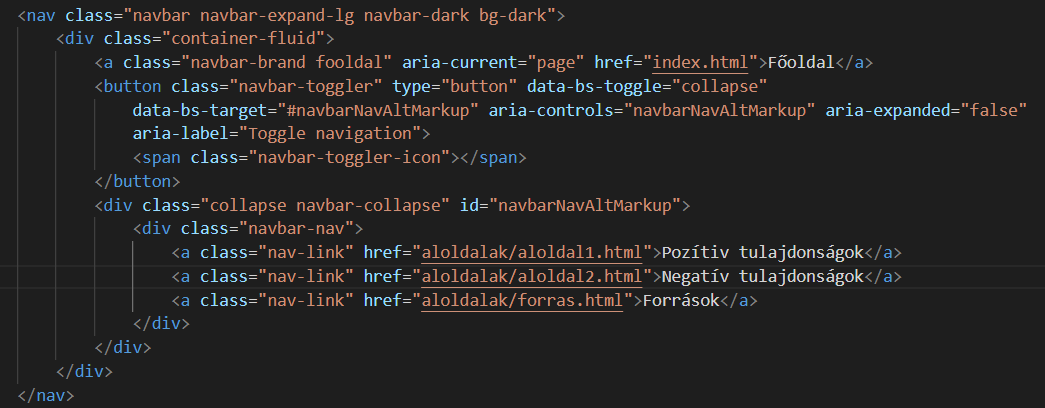 <nav class="navbar navbar-expand-lg navbar-dark bg-dark">
<div class="container-fluid">
<a class="navbar-brand fooldal" aria-current="page" href="index.html">Főoldal</a>
<button class="navbar-toggler" type="button" data-bs-toggle="collapse"
data-bs-target="#navbarNavAltMarkup" aria-controls="navbarNavAltMarkup" aria-expanded="false"
aria-label="Toggle navigation">
<span class="navbar-toggler-icon"></span>
</button>
<div class="collapse navbar-collapse" id="navbarNavAltMarkup">
<div class="navbar-nav">
<a class="nav-link" href="aloldalak/aloldal1.html">Pozítiv tulajdonságok</a>
<a class="nav-link" href="aloldalak/aloldal2.html">Negatív tulajdonságok</a>
<a class="nav-link" href="aloldalak/forras.html">Források</a>
</div>
</div>
</div>
</nav>